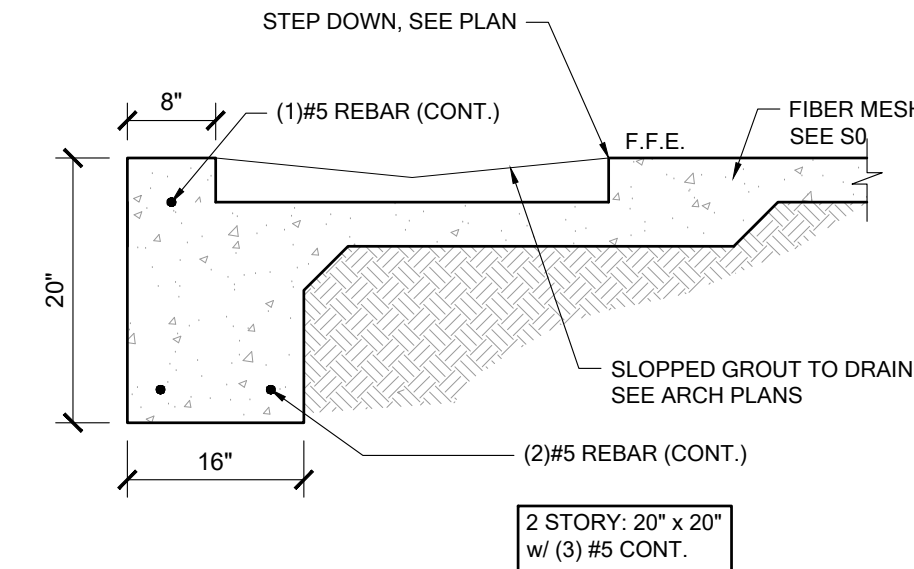 STEP DOWN, SEE PLAN
8"
(1)#5 REBAR (CONT.)
FIBER MESH
SEE S0
F.F.E.
20"
SLOPPED GROUT TO DRAIN
SEE ARCH PLANS
(2)#5 REBAR (CONT.)
16"
2 STORY: 20" x 20"
w/ (3) #5 CONT.